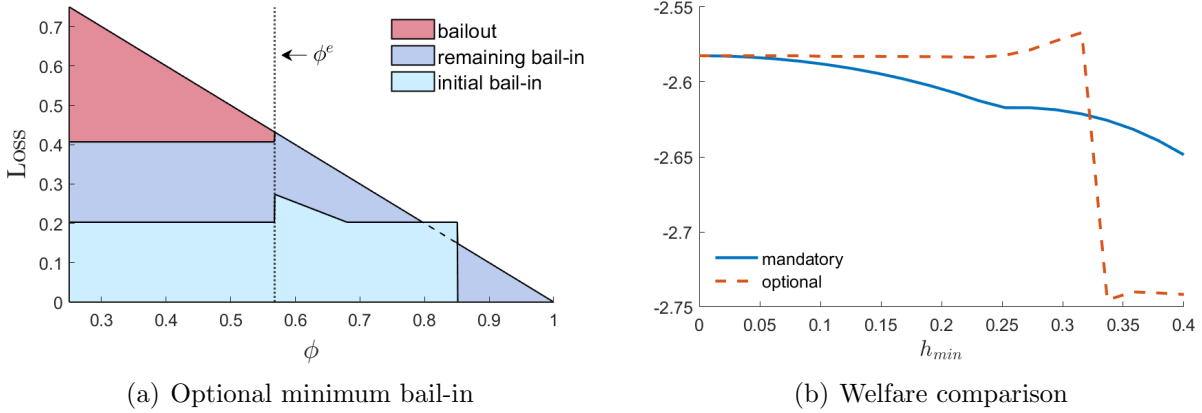 bailout
remaining bail-in
initial bail-in
← ϕᵉ
Loss
0.7
0.6
0.5
0.4
0.3
0.2
0.1
0
0.3 0.4 0.5 0.6 0.7 0.8 0.9 1
ϕ
(a) Optional minimum bail-in
-2.55
-2.6
-2.65
-2.7
-2.75
mandatory
optional
0 0.05 0.1 0.15 0.2 0.25 0.3 0.35 0.4
h_min
(b) Welfare comparison